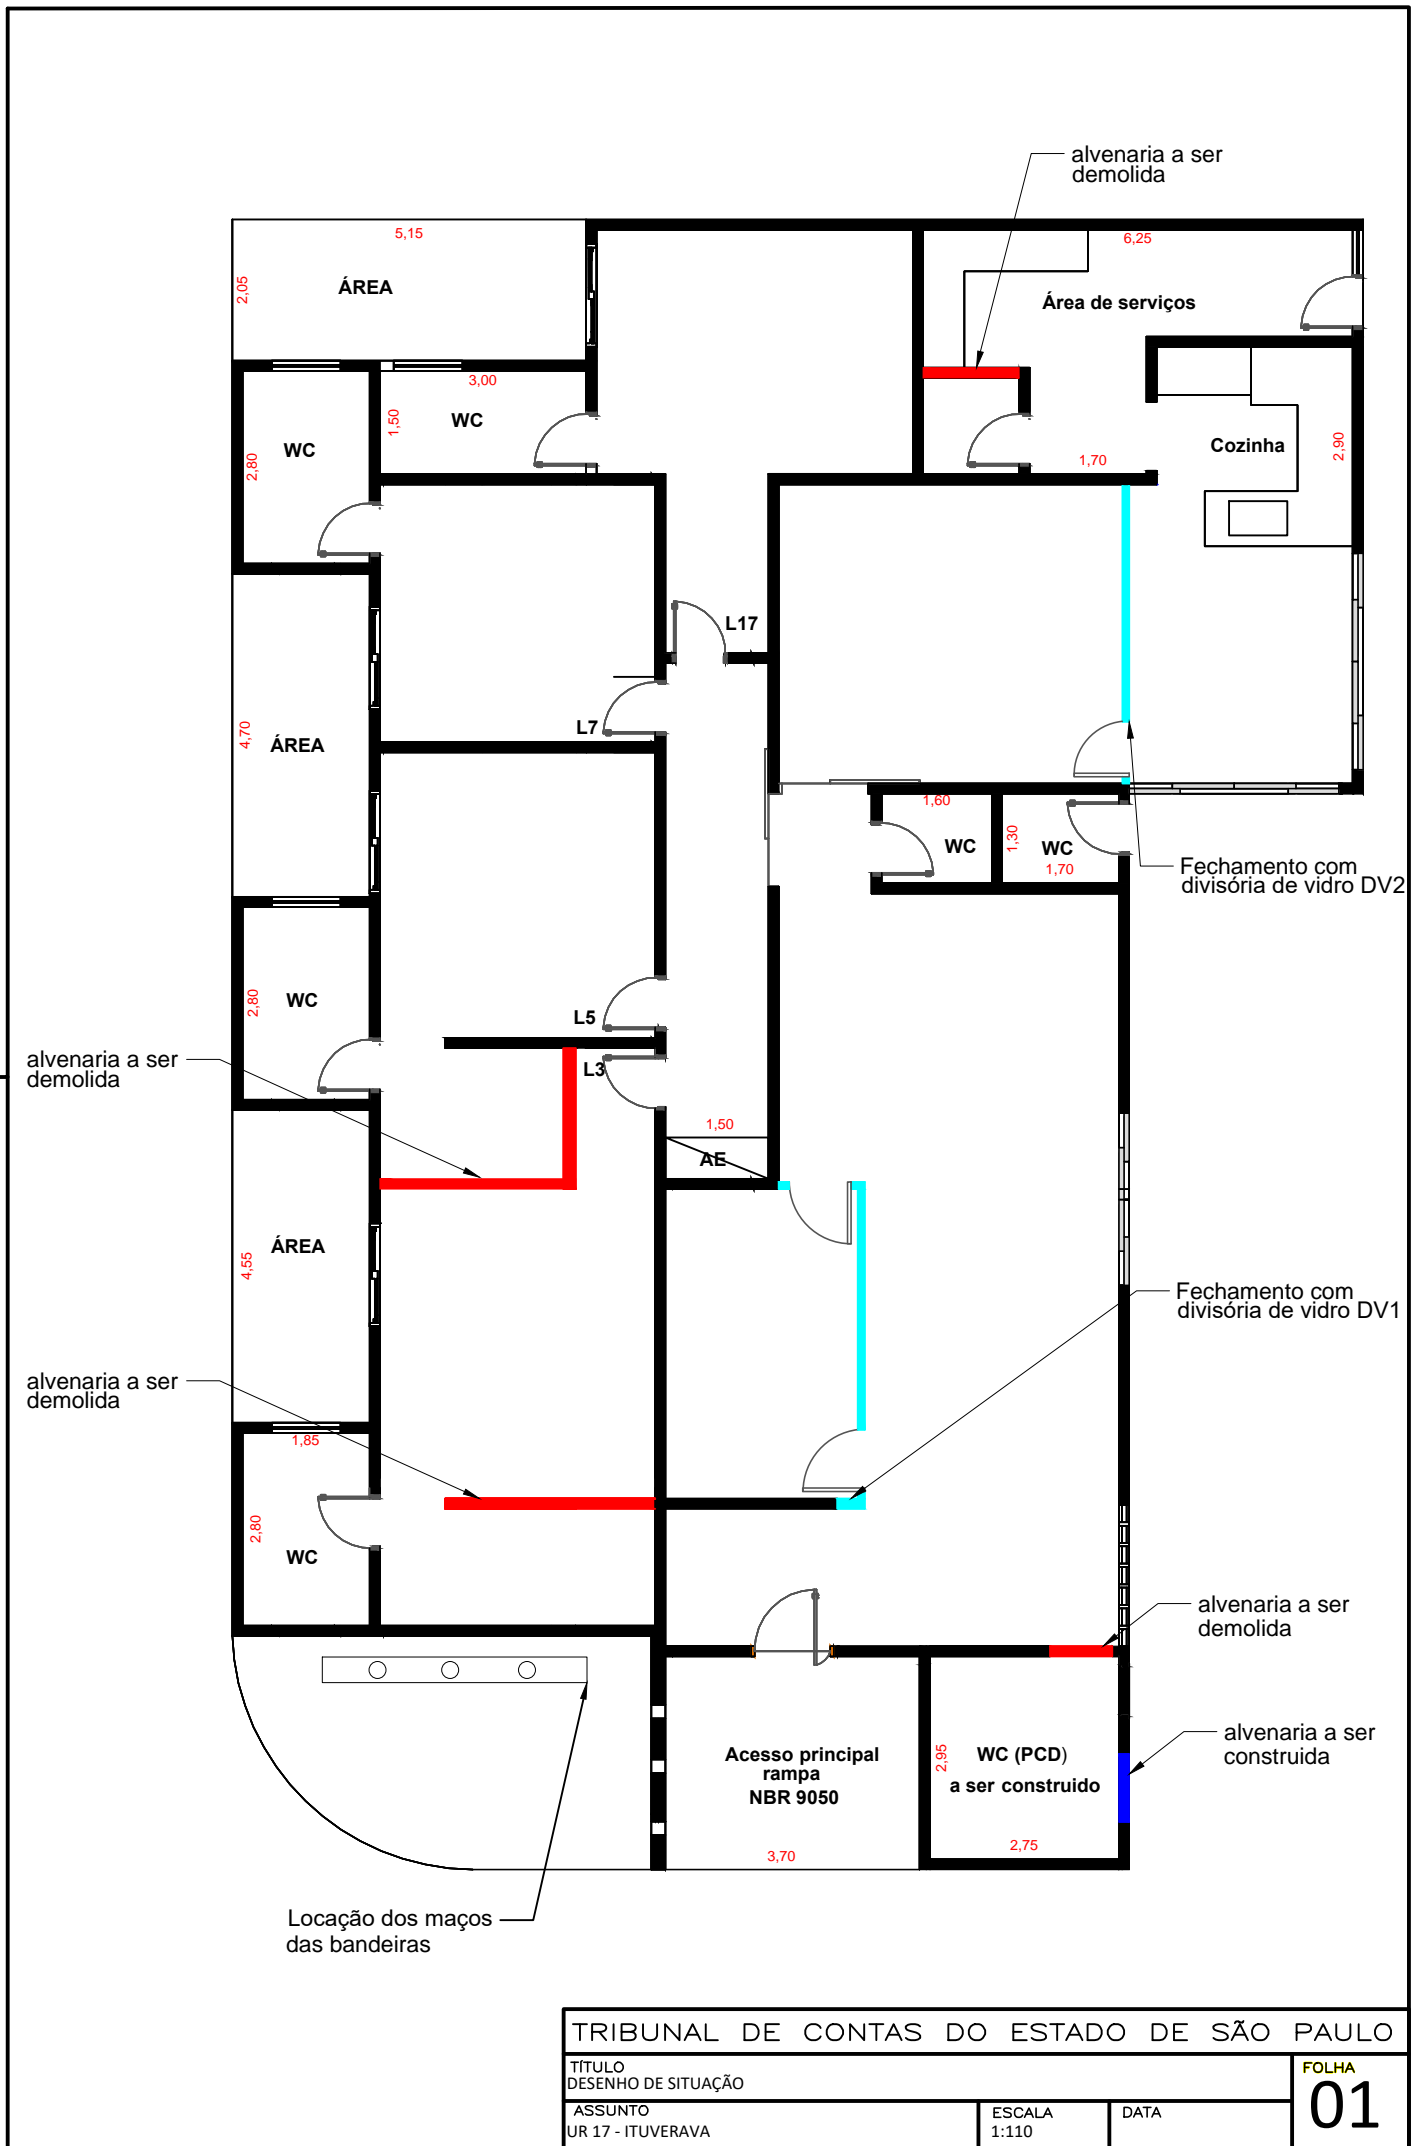 alvenaria a ser
demolida
5,15
6,25
2,05
ÁREA
Área de serviços
3,00
1,50
WC
WC
2,80
1,70
Cozinha
2,90
L17
L7
4,70
ÁREA
1,60
WC
1,30
WC
1,70
Fechamento com
divisória de vidro DV2
2,80
WC
L5
alvenaria a ser
demolida
L3
1,50
AE
ÁREA
4,55
Fechamento com
divisória de vidro DV1
alvenaria a ser
demolida
1,85
2,80
WC
alvenaria a ser
demolida
alvenaria a ser
construida
Acesso principal
rampa
NBR 9050
2,95
WC (PCD)
a ser construido
3,70
2,75
Locação dos maços
das bandeiras
TRIBUNAL DE CONTAS DO ESTADO DE SÃO PAULO
TÍTULO
DESENHO DE SITUAÇÃO
FOLHA
01
ASSUNTO
UR 17 - ITUVERAVA
ESCALA
1:110
DATA